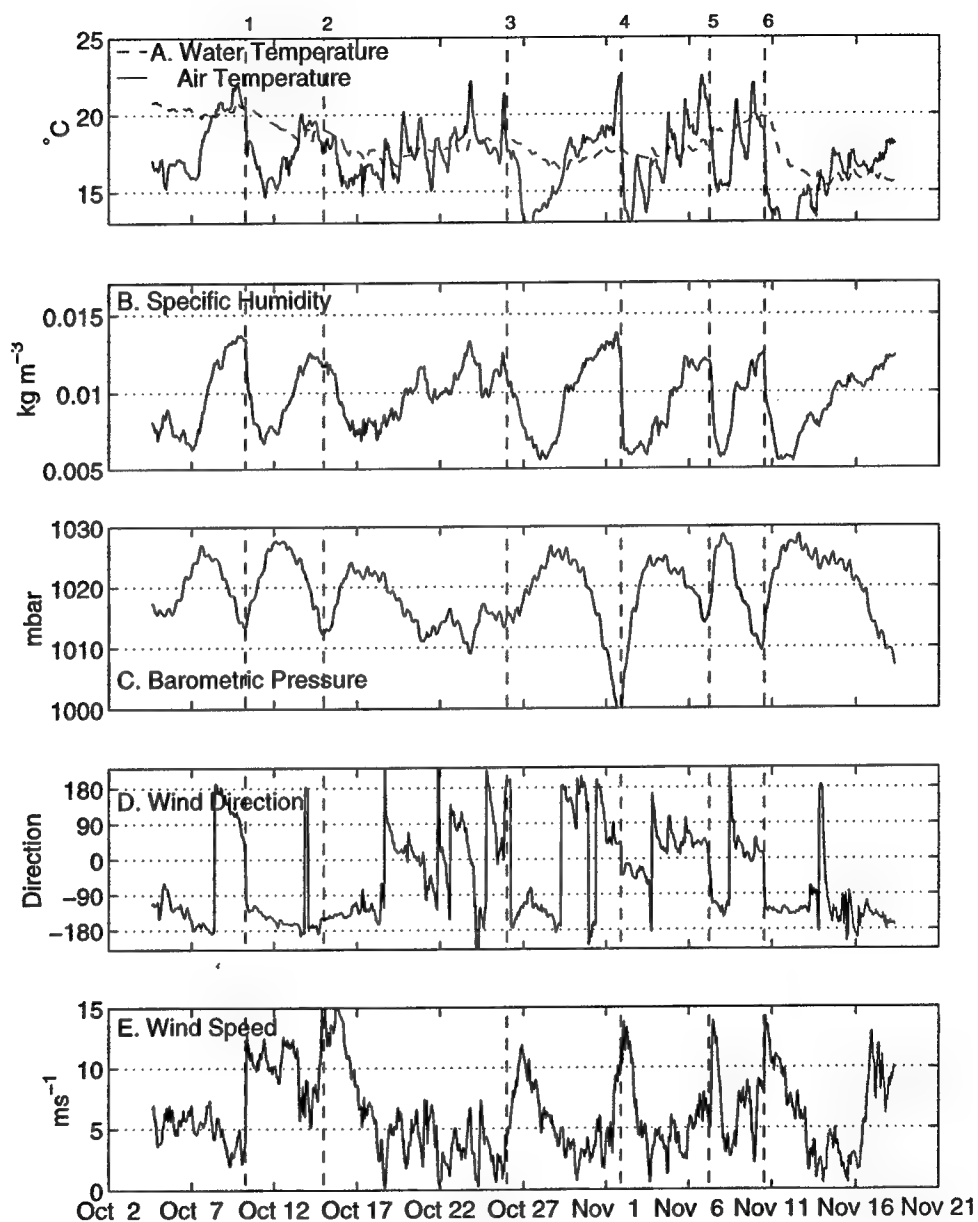 1 2 3 4 5 6
25
A. Water Temperature
Air Temperature
20
°C
15
B. Specific Humidity
0.015
kg m⁻³
0.01
0.005
1030
1020
mbar
1010
C. Barometric Pressure
1000
180
D. Wind Direction
90
Direction
0
−90
−180
15
E. Wind Speed
10
ms⁻¹
5
0
Oct 2 Oct 7 Oct 12 Oct 17 Oct 22 Oct 27 Nov 1 Nov 6 Nov 11 Nov 16 Nov 21